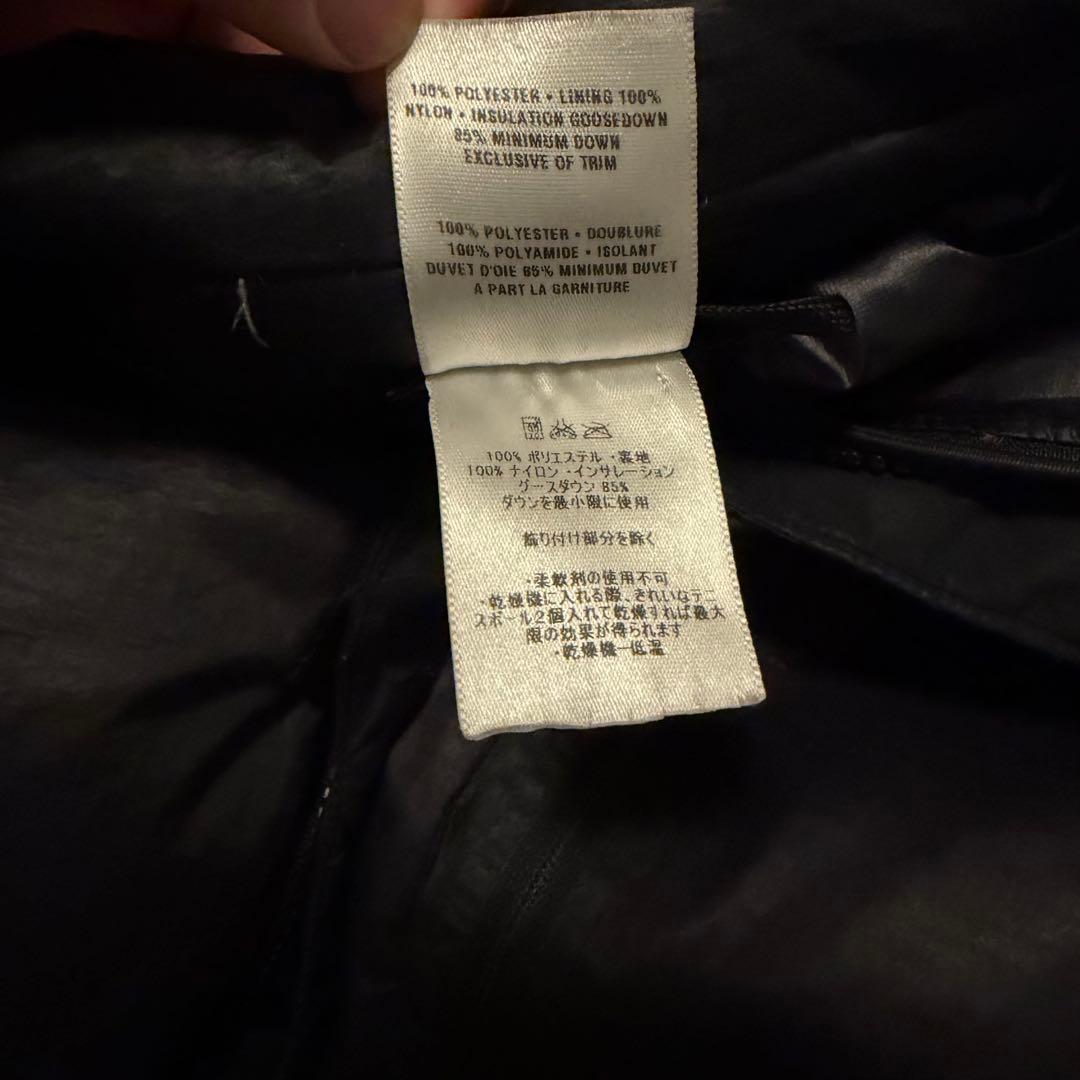 100% POLYESTER • LINING 100%
NYLON • INSULATION GOOSEDOWN
85% MINIMUM DOWN
EXCLUSIVE OF TRIM
100% POLYESTER • DOUBLURE
100% POLYAMIDE • ISOLANT
DUVET D'OIE 85% MINIMUM DUVET
A PART LA GARNITURE
100% ポリエステル・裏地
100% ナイロン・インサレーション
グースダウン 85%
ダウンを最小限に使用
飾り付け部分を除く
・柔軟剤の使用不可
・乾燥機に入れる際、きれいなテニ
スボール2個入れて乾燥すれば最大
限の効果が得られます
・乾燥機一低温